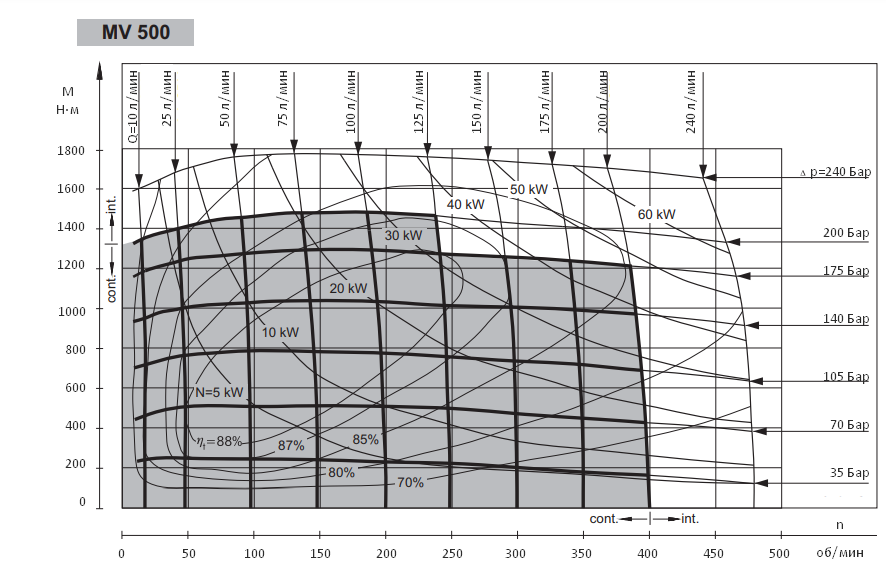 MV 500
M
Н·м
Q=10 л/мин
25 л/мин
50 л/мин
75 л/мин
100 л/мин
125 л/мин
150 л/мин
175 л/мин
200 л/мин
240 л/мин
1800
1600
1400
1200
1000
800
600
400
200
0
int.
cont.
Δ p=240 Бар
200 Бар
175 Бар
140 Бар
105 Бар
70 Бар
35 Бар
50 kW
40 kW
60 kW
30 kW
20 kW
10 kW
N=5 kW
ηt=88%
87%
85%
80%
70%
cont.
int.
n
0
50
100
150
200
250
300
350
400
450
500
об/мин